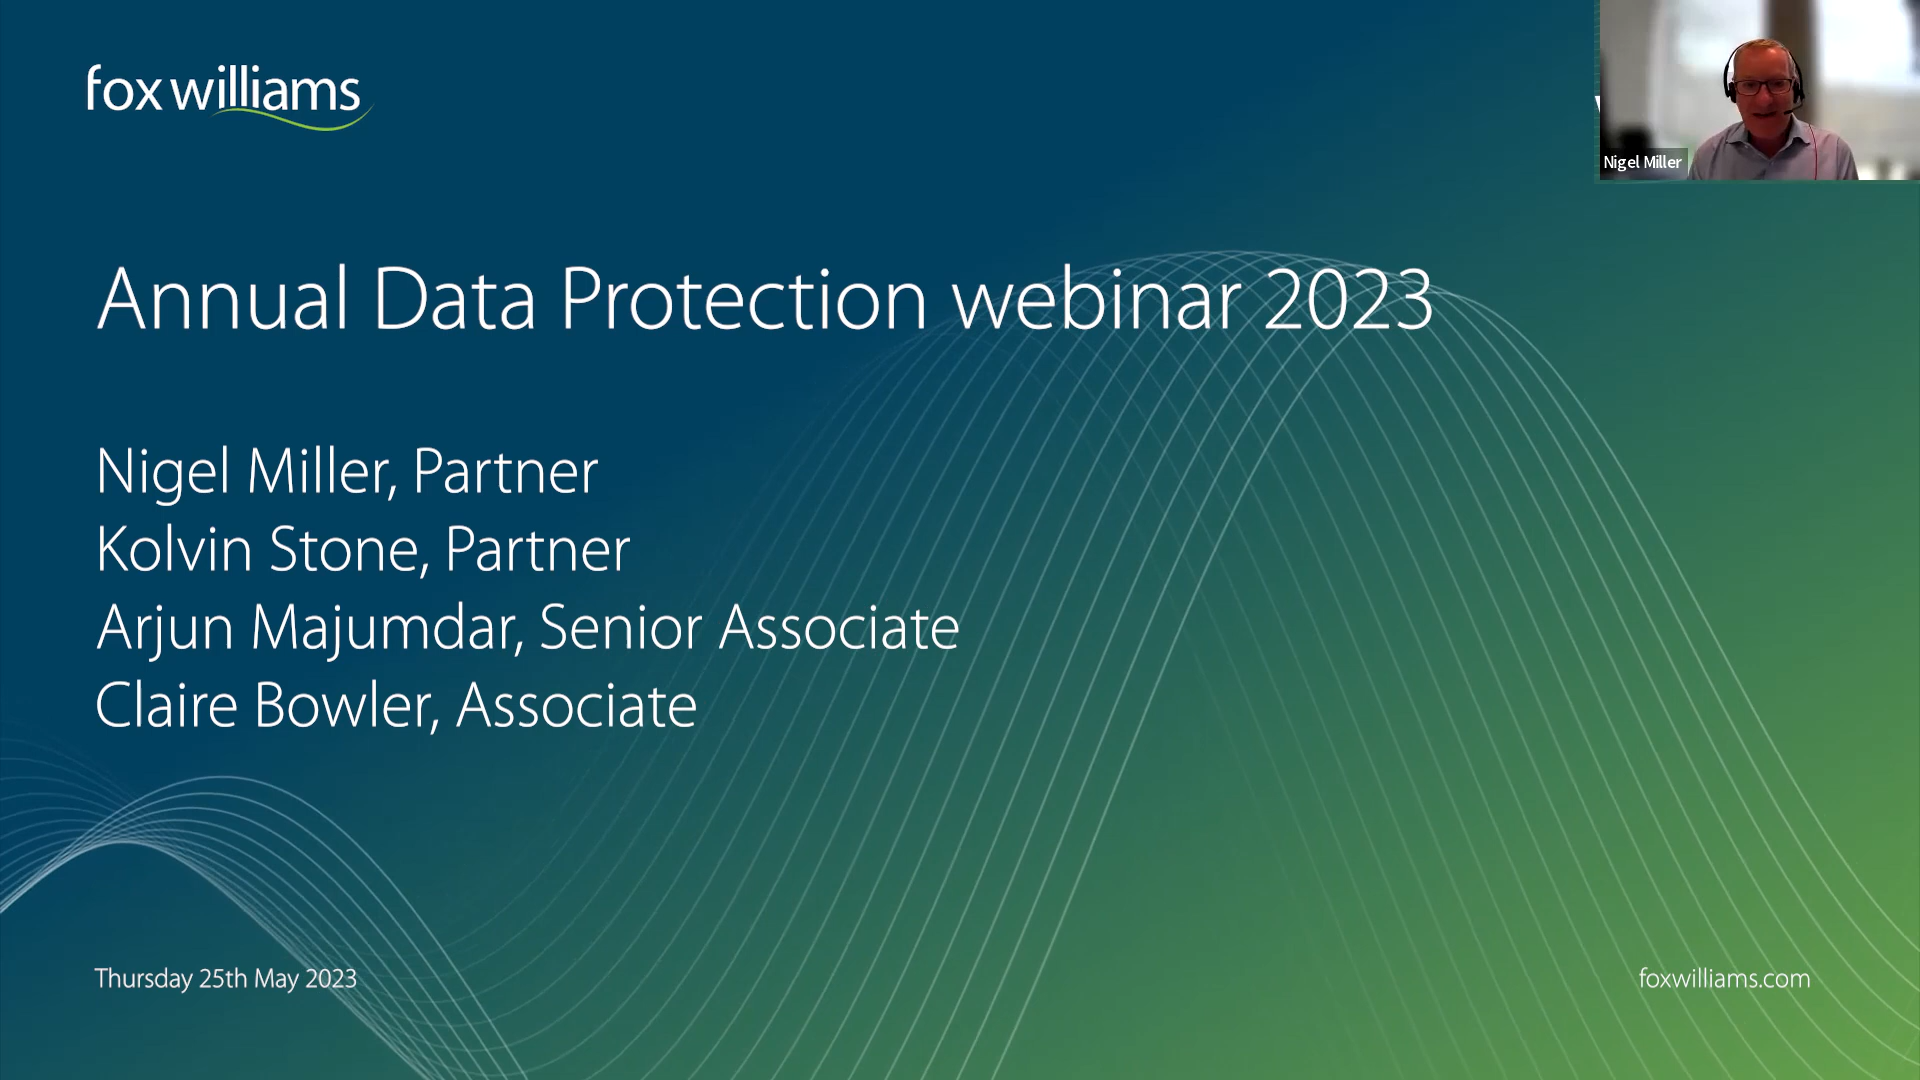 fox williams
Nigel Miller
Annual Data Protection webinar 2023
Nigel Miller, Partner
Kolvin Stone, Partner
Arjun Majumdar, Senior Associate
Claire Bowler, Associate
Thursday 25th May 2023
foxwilliams.com